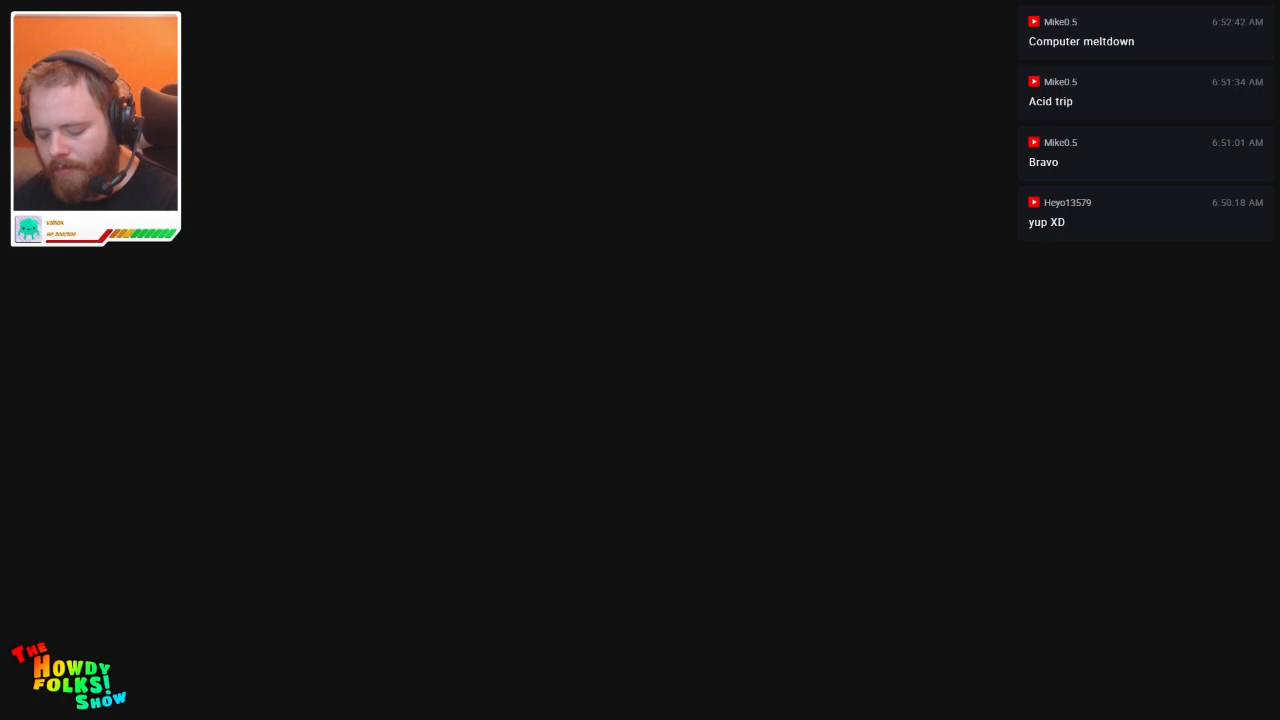 Mike0.5 6:52:42 AM
Computer meltdown
Mike0.5 6:51:34 AM
Acid trip
Mike0.5 6:51:01 AM
Bravo
Heyo13579 6:50:18 AM
yup XD
THE
HOWDY
FOLKS!
SHOW